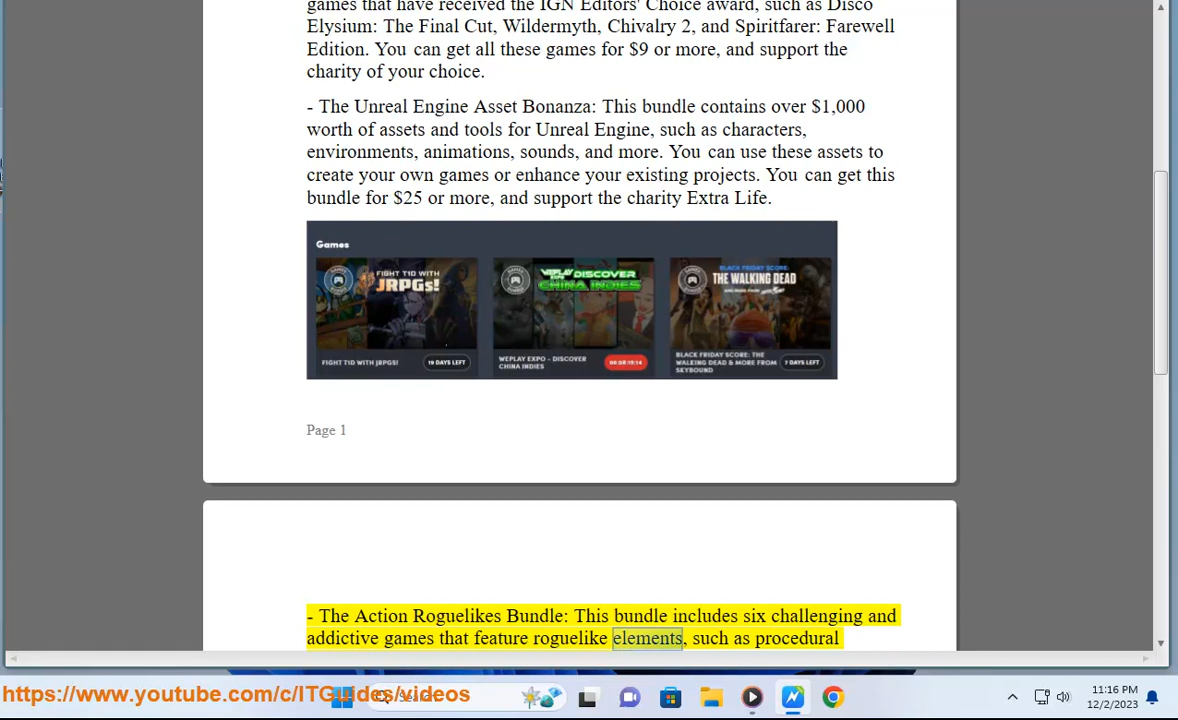 games that have received the IGN Editors' Choice award, such as Disco
Elysium: The Final Cut, Wildermyth, Chivalry 2, and Spiritfarer: Farewell
Edition. You can get all these games for $9 or more, and support the
charity of your choice.
- The Unreal Engine Asset Bonanza: This bundle contains over $1,000
worth of assets and tools for Unreal Engine, such as characters,
environments, animations, sounds, and more. You can use these assets to
create your own games or enhance your existing projects. You can get this
bundle for $25 or more, and support the charity Extra Life.
Games
FIGHT T1D WITH
JRPGs!
WEPLAY EXPO DISCOVER
CHINA INDIES
BLACK FRIDAY SCORE:
THE WALKING DEAD
FIGHT T1D WITH JRPGS!
19 DAYS LEFT
WEPLAY EXPO - DISCOVER
CHINA INDIES
BLACK FRIDAY SCORE: THE
WALKING DEAD & MORE FROM
SKYBOUND
7 DAYS LEFT
Page 1
- The Action Roguelikes Bundle: This bundle includes six challenging and
addictive games that feature roguelike elements, such as procedural
https://www.youtube.com/c/ITGuides/videos
Search
11:16 PM
12/2/2023